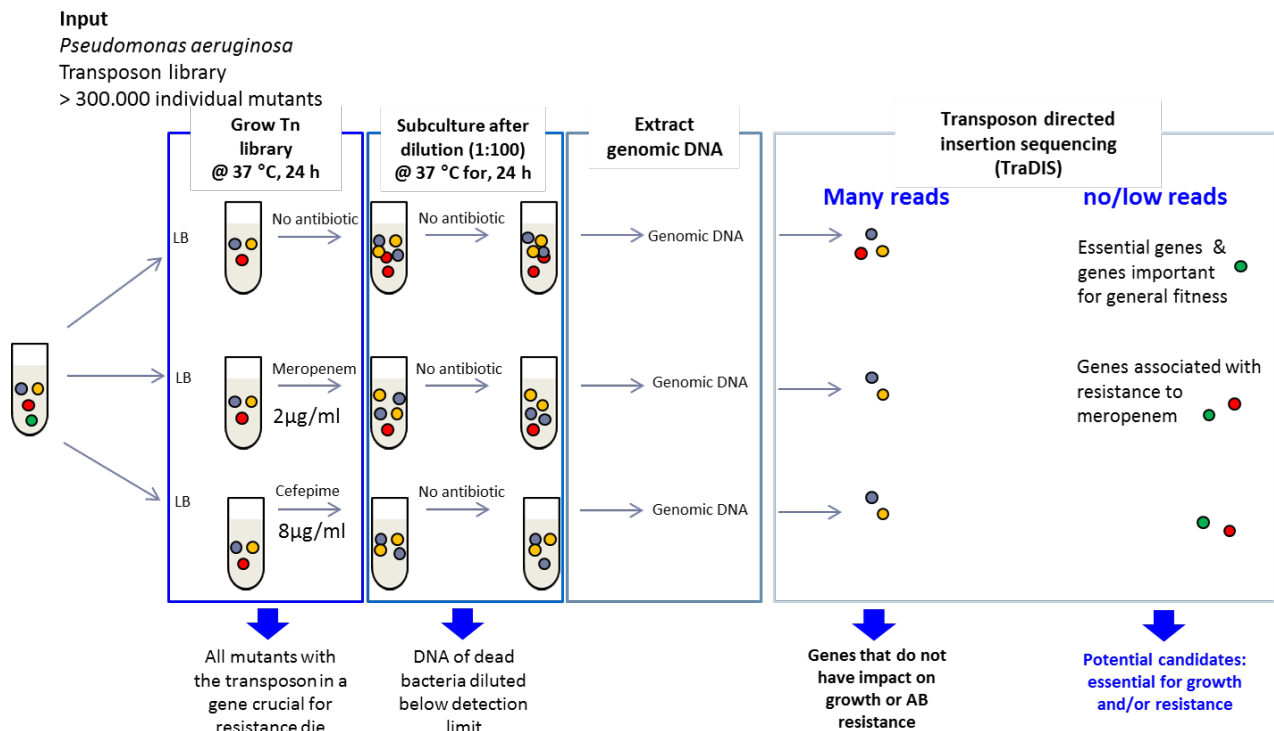 Input
Pseudomonas aeruginosa
Transposon library
> 300.000 individual mutants
Grow Tn
library
@ 37 °C, 24 h
Subculture after
dilution (1:100)
@ 37 °C for, 24 h
Extract
genomic DNA
Transposon directed
insertion sequencing
(TraDIS)
Many reads
no/low reads
LB
No antibiotic
No antibiotic
Genomic DNA
Essential genes &
genes important
for general fitness
LB
Meropenem
2µg/ml
No antibiotic
Genomic DNA
Genes associated with
resistance to
meropenem
LB
Cefepime
8µg/ml
No antibiotic
Genomic DNA
All mutants with
the transposon in a
gene crucial for
resistance die
DNA of dead
bacteria diluted
below detection
limit
Genes that do not
have impact on
growth or AB
resistance
Potential candidates:
essential for growth
and/or resistance